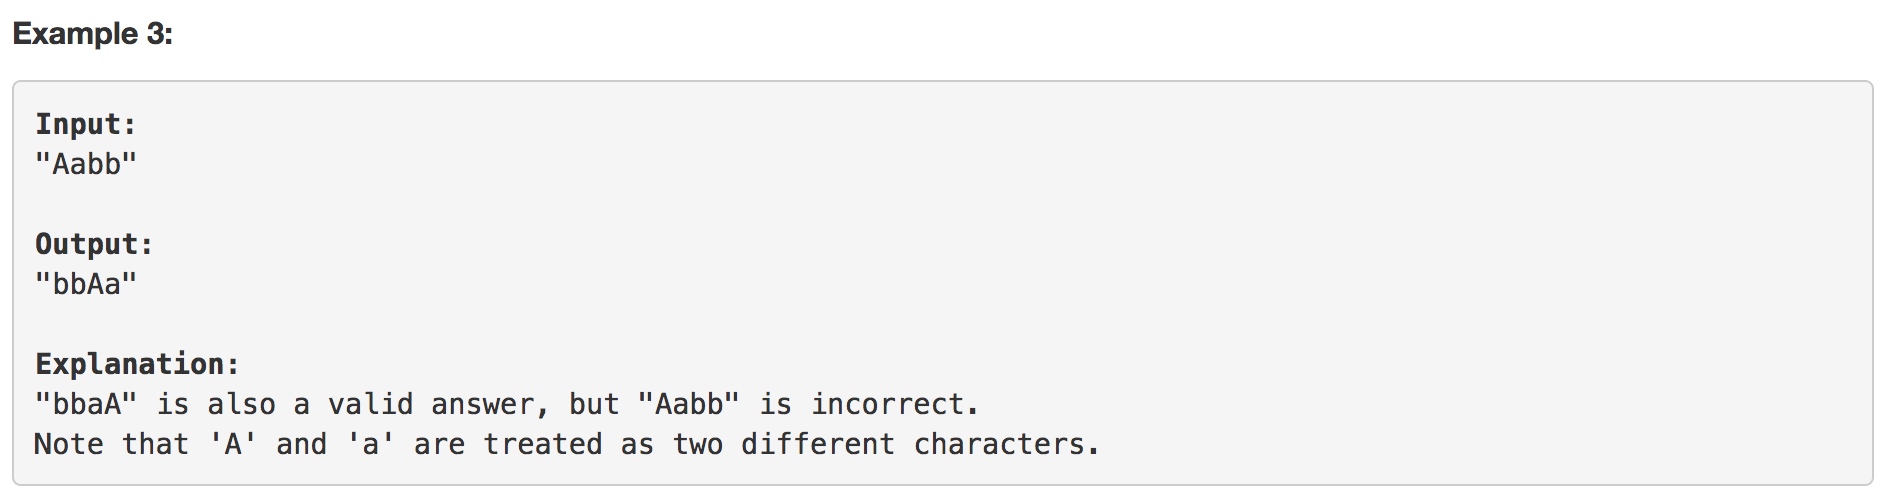 Example 3:
Input:
"Aabb"
Output:
"bbAa"
Explanation:
"bbaA" is also a valid answer, but "Aabb" is incorrect.
Note that 'A' and 'a' are treated as two different characters.